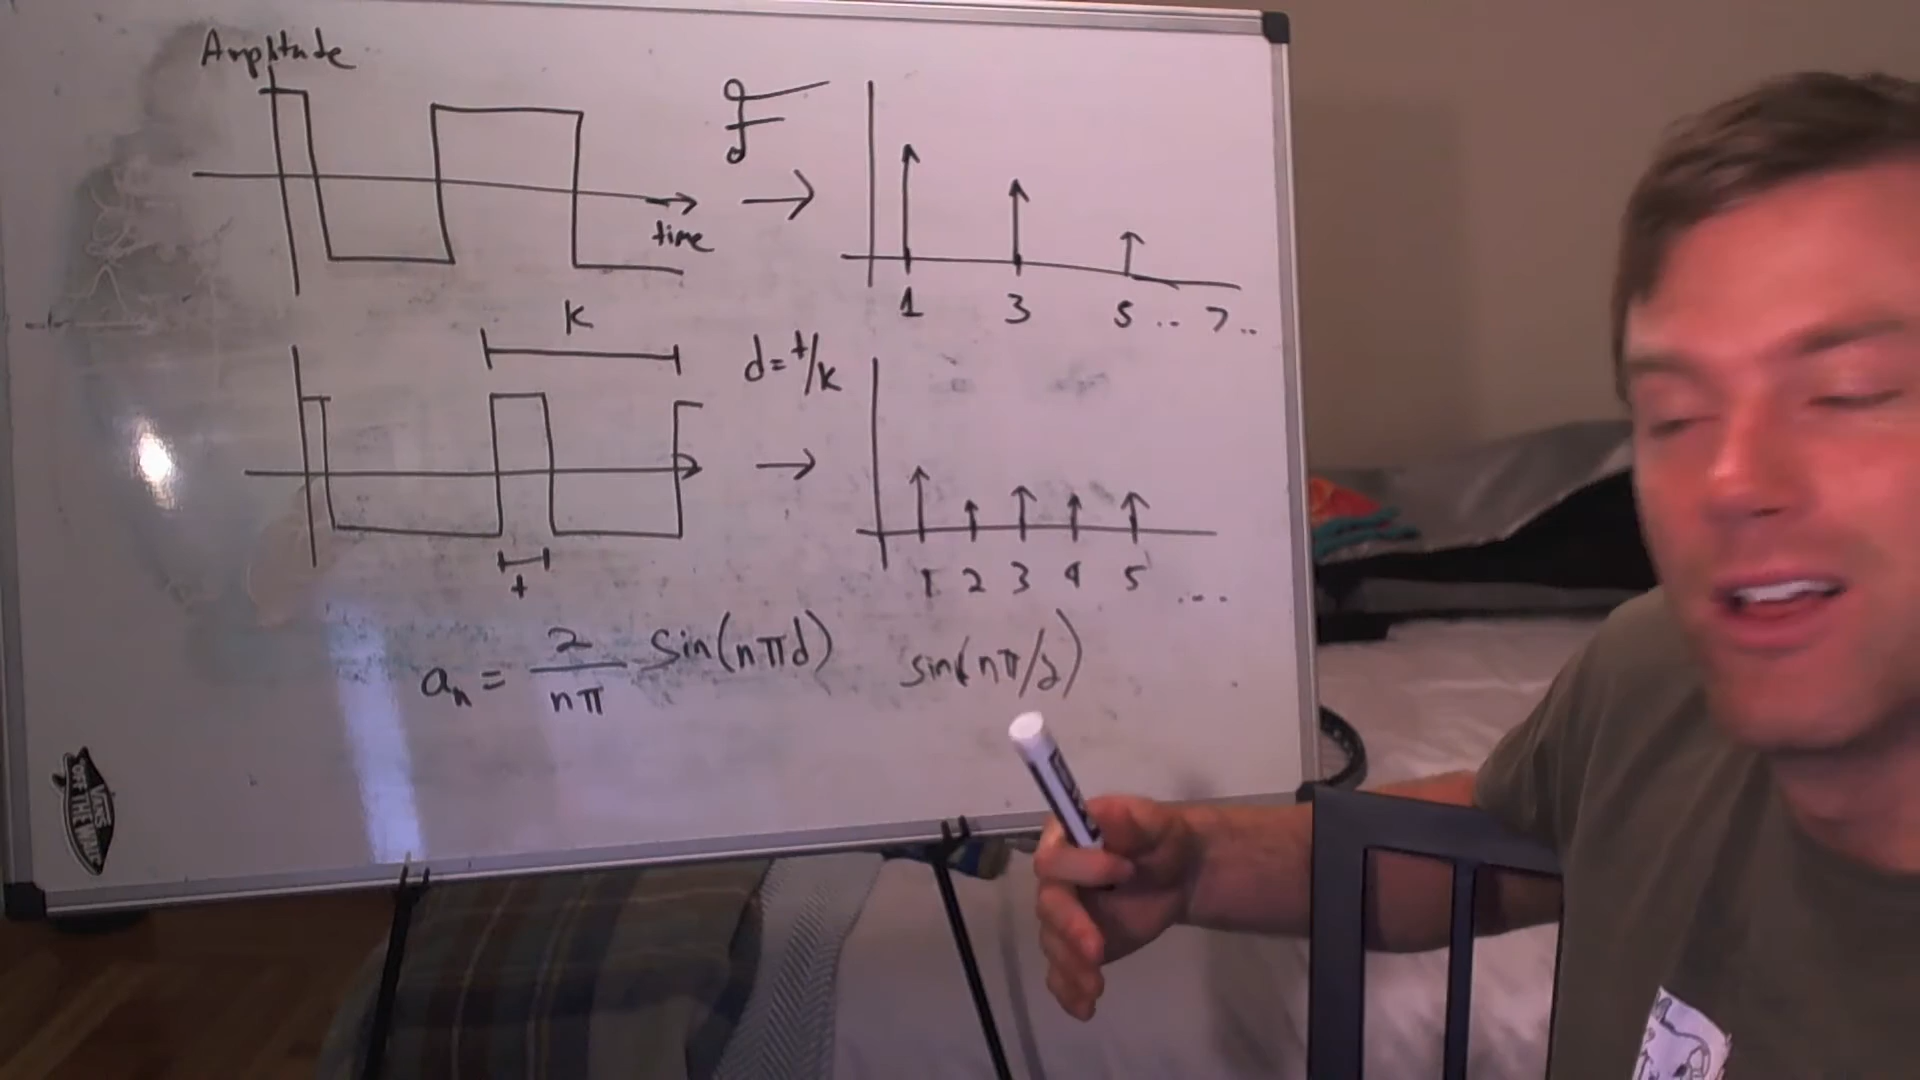 Amplitude
F
time
1 3 5 .. 7 ..
K
d = t/k
t
1 2 3 4 5 ...
aₙ = 2/nπ sin(nπd) sin(nπ/2)
VANS
"OFF THE WALL"